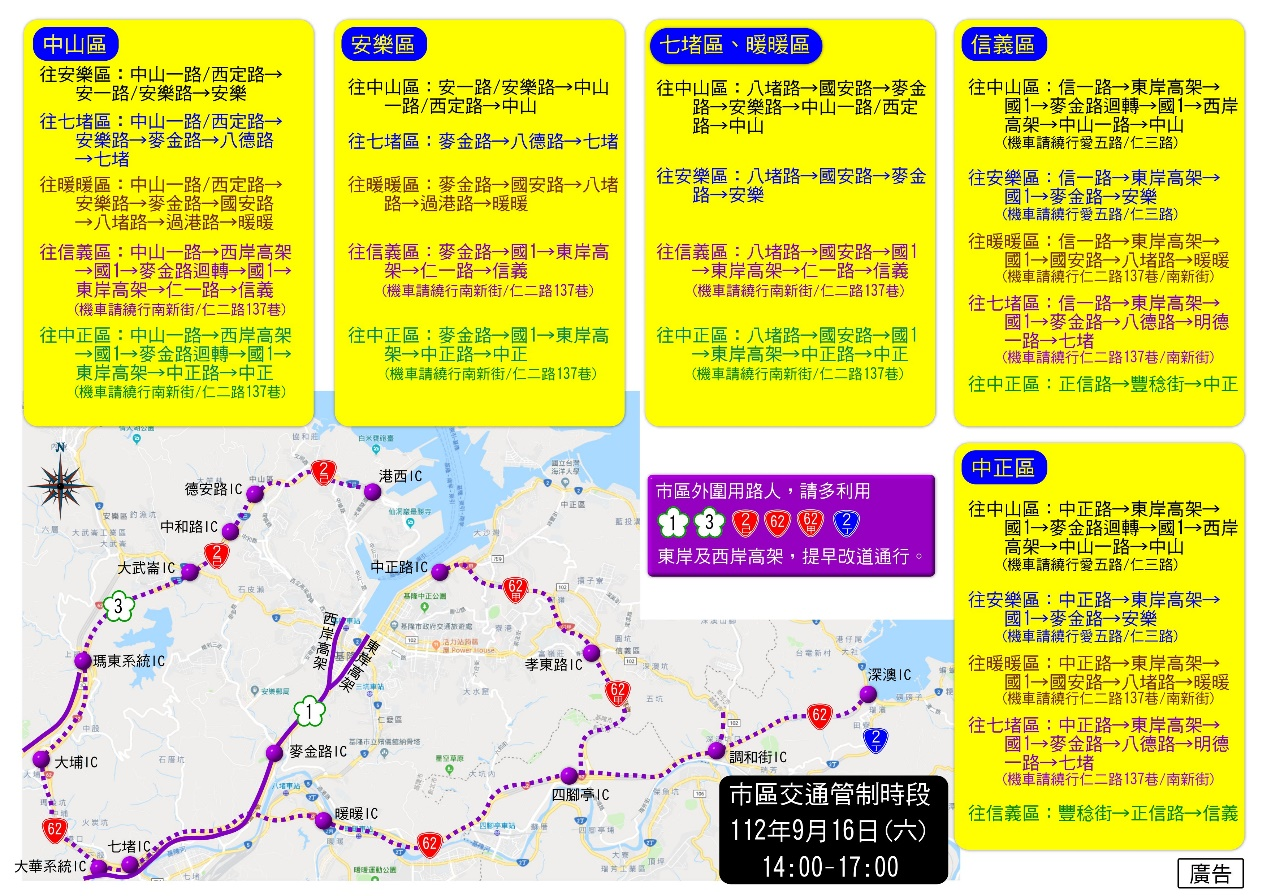 中山區
往安樂區：中山一路/西定路→
安一路/安樂路→安樂
往七堵區：中山一路/西定路→
安樂路→麥金路→八德路
→七堵
往暖暖區：中山一路/西定路→
安樂路→麥金路→國安路
→八堵路→過港路→暖暖
往信義區：中山一路→西岸高架
→國1→麥金路迴轉→國1→
東岸高架→仁一路→信義
(機車請繞行南新街/仁二路137巷)
往中正區：中山一路→西岸高架
→國1→麥金路迴轉→國1→
東岸高架→中正路→中正
(機車請繞行南新街/仁二路137巷)
安樂區
往中山區：安一路/安樂路→中山
一路/西定路→中山
往七堵區：麥金路→八德路→七堵
往暖暖區：麥金路→國安路→八堵
路→過港路→暖暖
往信義區：麥金路→國1→東岸高
架→仁一路→信義
(機車請繞行南新街/仁二路137巷)
往中正區：麥金路→國1→東岸高
架→中正路→中正
(機車請繞行南新街/仁二路137巷)
七堵區、暖暖區
往中山區：八堵路→國安路→麥金
路→安樂路→中山一路/西定
路→中山
往安樂區：八堵路→國安路→麥金
路→安樂
往信義區：八堵路→國安路→國1
→東岸高架→仁一路→信義
(機車請繞行南新街/仁二路137巷)
往中正區：八堵路→國安路→國1
→東岸高架→中正路→中正
(機車請繞行南新街/仁二路137巷)
信義區
往中山區：信一路→東岸高架→
國1→麥金路迴轉→國1→西岸
高架→中山一路→中山
(機車請繞行愛五路/仁三路)
往安樂區：信一路→東岸高架→
國1→麥金路→安樂
(機車請繞行愛五路/仁三路)
往暖暖區：信一路→東岸高架→
國1→國安路→八堵路→暖暖
(機車請繞行仁二路137巷/南新街)
往七堵區：信一路→東岸高架→
國1→麥金路→八德路→明德
一路→七堵
(機車請繞行仁二路137巷/南新街)
往中正區：正信路→豐稔街→中正
中正區
往中山區：中正路→東岸高架→
國1→麥金路迴轉→國1→西岸
高架→中山一路→中山
(機車請繞行愛五路/仁三路)
往安樂區：中正路→東岸高架→
國1→麥金路→安樂
(機車請繞行愛五路/仁三路)
往暖暖區：中正路→東岸高架→
國1→國安路→八堵路→暖暖
(機車請繞行仁二路137巷/南新街)
往七堵區：中正路→東岸高架→
國1→麥金路→八德路→明德
一路→七堵
(機車請繞行仁二路137巷/南新街)
往信義區：豐稔街→正信路→信義
市區外圍用路人，請多利用
1 3 2己 62 62甲 2丁
東岸及西岸高架，提早改道通行。
N
2己
港西IC
德安路IC
中和路IC
2己
大武崙IC
中正路IC
62甲
3
西岸高架
東岸高架
孝東路IC
瑪東系統IC
深澳IC
62甲
1
62
2丁
麥金路IC
調和街IC
大埔IC
四腳亭IC
暖暖IC
62
62
七堵IC
大華系統IC
市區交通管制時段
112年9月16日(六)
14:00-17:00
廣告